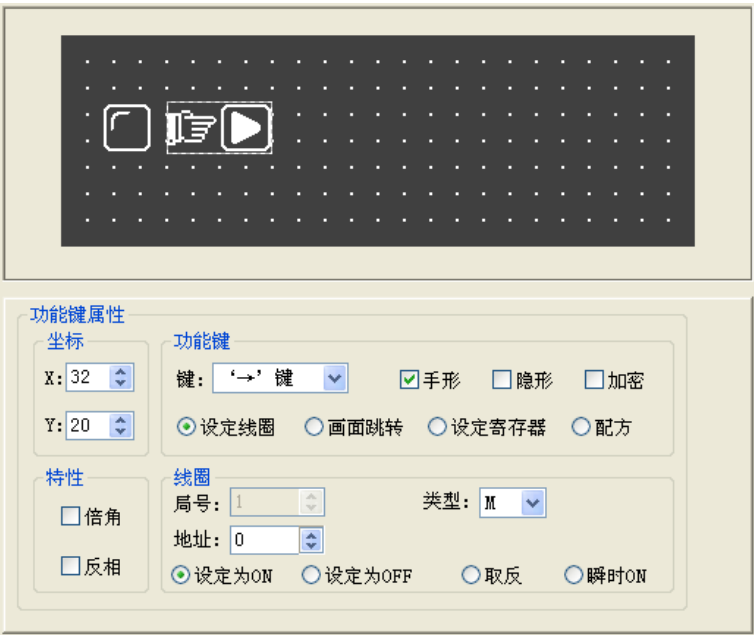 功能键属性
坐标
功能键
X: 32
键: ‘→’ 键
手形
隐形
加密
Y: 20
设定线圈
画面跳转
设定寄存器
配方
特性
线圈
局号: 1
类型: M
倍角
地址: 0
反相
设定为ON
设定为OFF
取反
瞬时ON